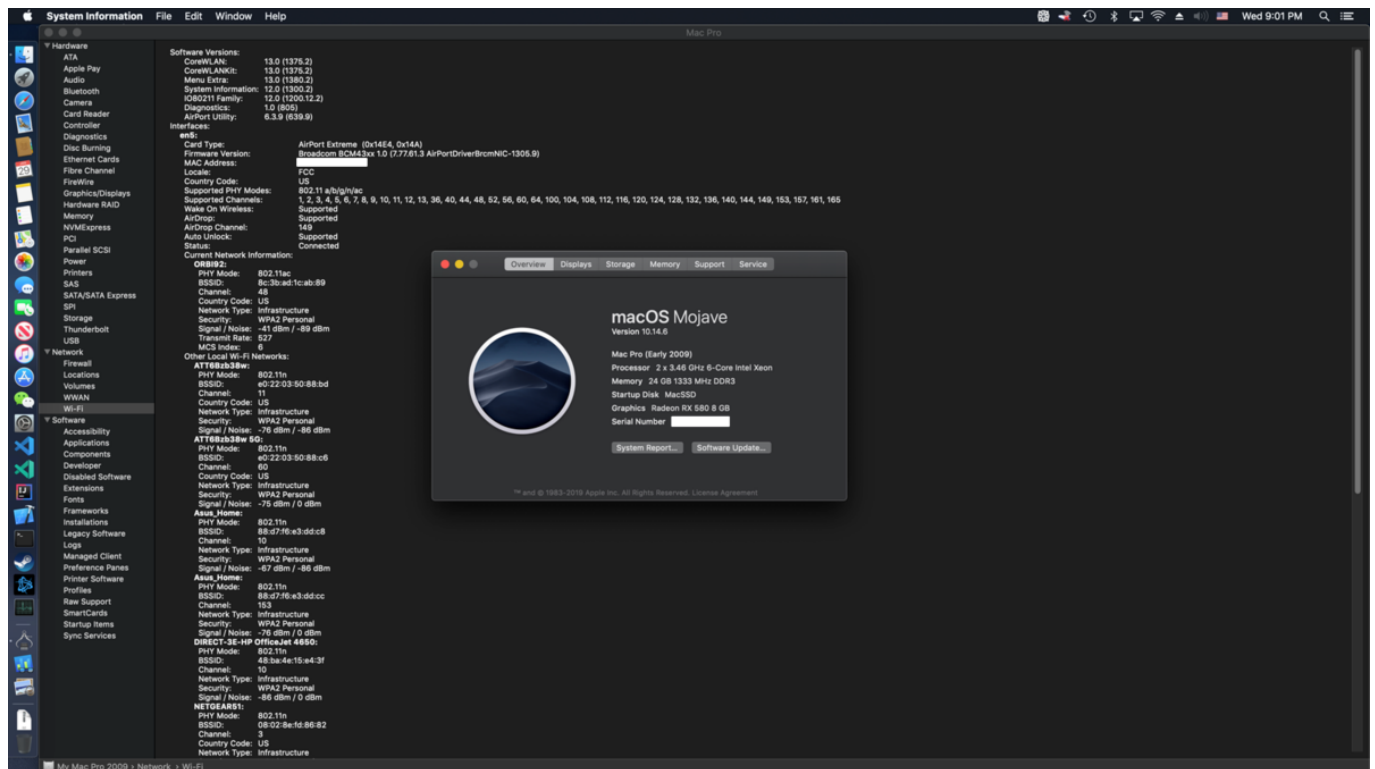 System Information File Edit Window Help
Wed 9:01 PM
Mac Pro
Hardware
ATA
Apple Pay
Audio
Bluetooth
Camera
Card Reader
Controller
Diagnostics
Disc Burning
Ethernet Cards
Fibre Channel
FireWire
Graphics/Displays
Hardware RAID
Memory
NVMExpress
PCI
Parallel SCSI
Power
Printers
SAS
SATA/SATA Express
SPI
Storage
Thunderbolt
USB
Network
Firewall
Locations
Volumes
WWAN
Wi-Fi
Software
Accessibility
Applications
Components
Developer
Disabled Software
Extensions
Fonts
Frameworks
Installations
Legacy Software
Logs
Managed Client
Preference Panes
Printer Software
Profiles
Raw Support
SmartCards
Startup Items
Sync Services
Software Versions:
CoreWLAN: 13.0 (1375.2)
CoreWLANKit: 13.0 (1375.2)
Menu Extra: 13.0 (1380.2)
System Information: 12.0 (1300.2)
IO80211 Family: 12.0 (1200.12.2)
Diagnostics: 1.0 (805)
AirPort Utility: 6.3.9 (639.9)
Interfaces:
en5:
Card Type: AirPort Extreme (0x14E4, 0x14A)
Firmware Version: Broadcom BCM43xx 1.0 (7.77.61.3 AirPortDriverBrcmNIC-1305.9)
MAC Address:
Locale: FCC
Country Code: US
Supported PHY Modes: 802.11 a/b/g/n/ac
Supported Channels: 1, 2, 3, 4, 5, 6, 7, 8, 9, 10, 11, 12, 13, 36, 40, 44, 48, 52, 56, 60, 64, 100, 104, 108, 112, 116, 120, 124, 128, 132, 136, 140, 144, 149, 153, 157, 161, 165
Wake On Wireless: Supported
AirDrop: Supported
AirDrop Channel: 149
Auto Unlock: Supported
Status: Connected
Current Network Information:
ORBI92:
PHY Mode: 802.11ac
BSSID: 8c:3b:ad:1c:ab:89
Channel: 48
Country Code: US
Network Type: Infrastructure
Security: WPA2 Personal
Signal / Noise: -41 dBm / -89 dBm
Transmit Rate: 527
MCS Index: 6
Other Local Wi-Fi Networks:
ATT6Bzb38w:
PHY Mode: 802.11n
BSSID: e0:22:03:50:88:bd
Channel: 11
Country Code: US
Network Type: Infrastructure
Security: WPA2 Personal
Signal / Noise: -76 dBm / -86 dBm
ATT6Bzb38w 5G:
PHY Mode: 802.11n
BSSID: e0:22:03:50:88:c6
Channel: 60
Country Code: US
Network Type: Infrastructure
Security: WPA2 Personal
Signal / Noise: -75 dBm / 0 dBm
Asus_Home:
PHY Mode: 802.11n
BSSID: 88:d7:f6:e3:dd:c8
Channel: 10
Network Type: Infrastructure
Security: WPA2 Personal
Signal / Noise: -67 dBm / -86 dBm
Asus_Home:
PHY Mode: 802.11n
BSSID: 88:d7:f6:e3:dd:cc
Channel: 153
Network Type: Infrastructure
Security: WPA2 Personal
Signal / Noise: -76 dBm / 0 dBm
DIRECT-3E-HP OfficeJet 4650:
PHY Mode: 802.11n
BSSID: 48:ba:4e:15:e4:3f
Channel: 10
Network Type: Infrastructure
Security: WPA2 Personal
Signal / Noise: -86 dBm / 0 dBm
NETGEAR51:
PHY Mode: 802.11n
BSSID: 08:02:8e:fd:86:82
Channel: 3
Country Code: US
Network Type: Infrastructure
Overview Displays Storage Memory Support Service
macOS Mojave
Version 10.14.6
Mac Pro (Early 2009)
Processor 2 x 3.46 GHz 6-Core Intel Xeon
Memory 24 GB 1333 MHz DDR3
Startup Disk MacSSD
Graphics Radeon RX 580 8 GB
Serial Number
System Report... Software Update...
™ and © 1983-2019 Apple Inc. All Rights Reserved. License Agreement
29
My Mac Pro 2009 › Network › Wi-Fi